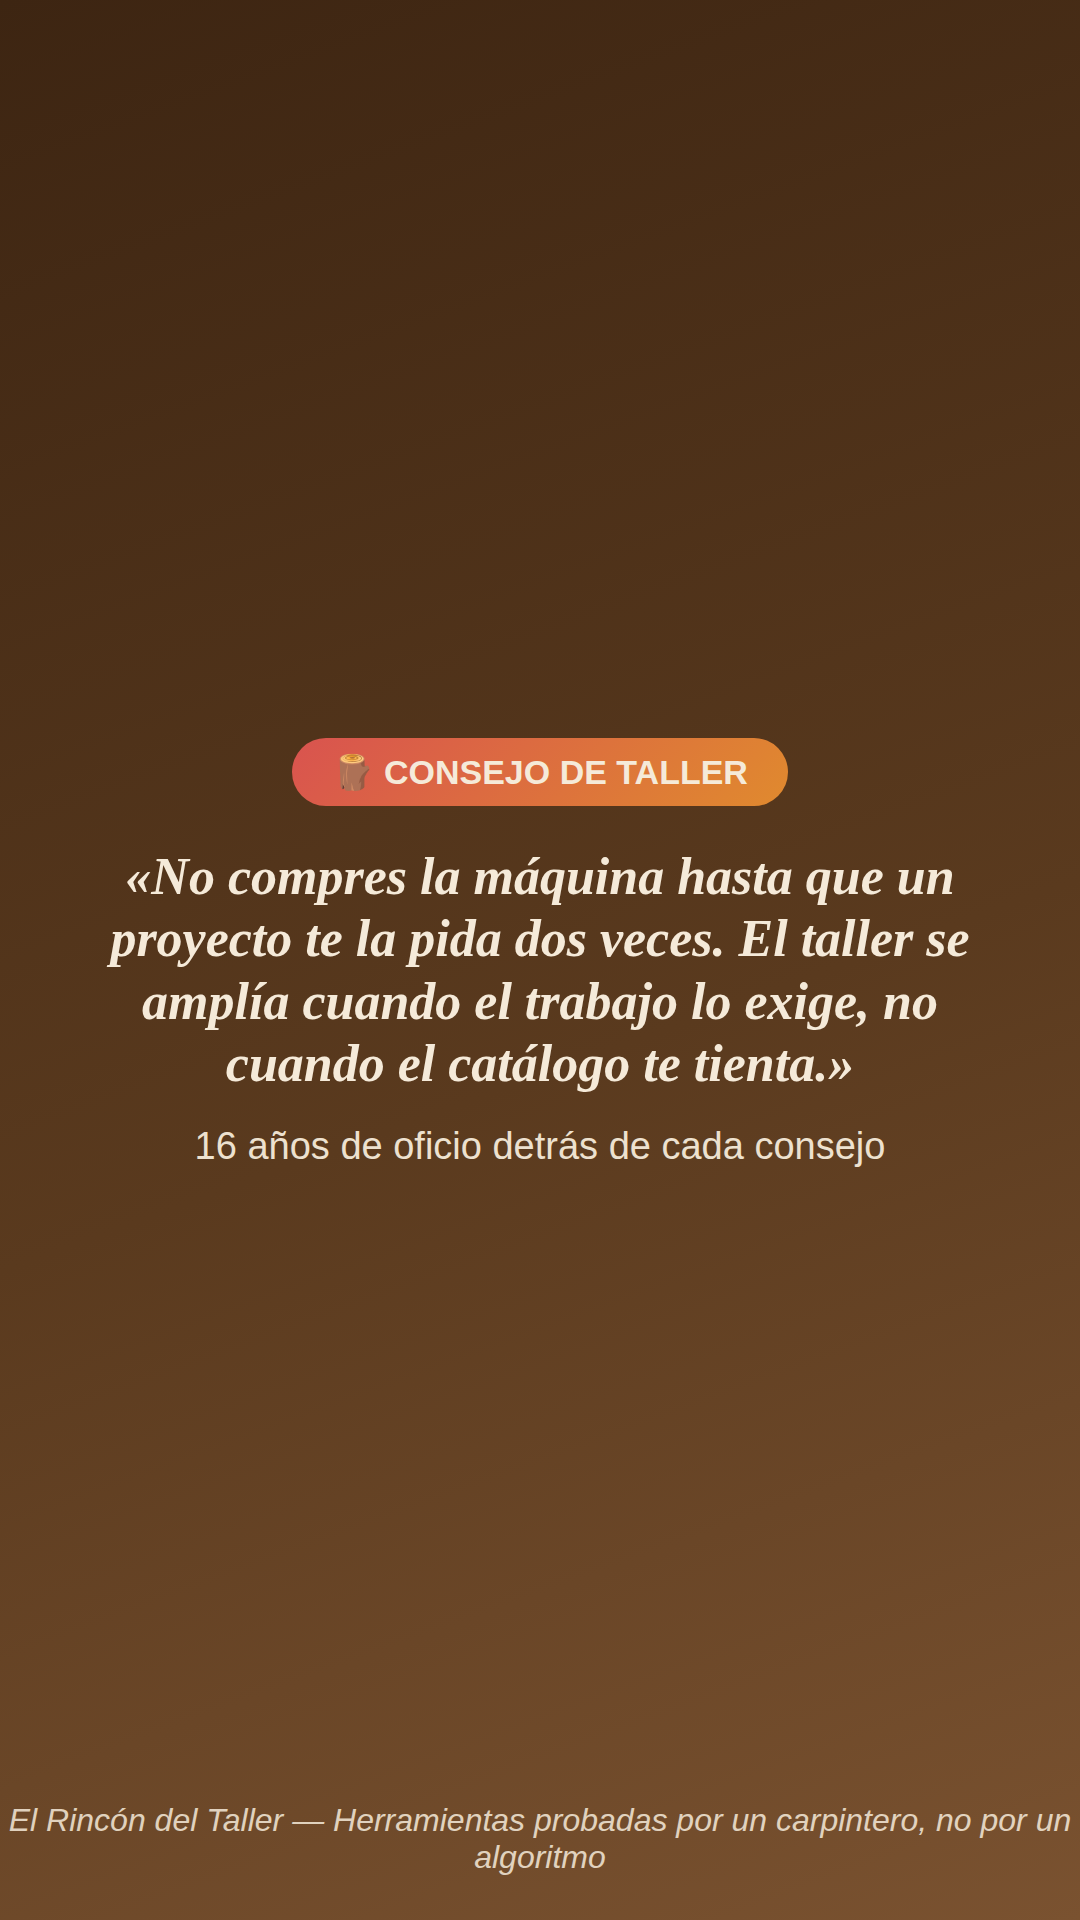 🪵 CONSEJO DE TALLER
«No compres la máquina hasta que un
proyecto te la pida dos veces. El taller se
amplía cuando el trabajo lo exige, no
cuando el catálogo te tienta.»
16 años de oficio detrás de cada consejo
El Rincón del Taller — Herramientas probadas por un carpintero, no por un
algoritmo